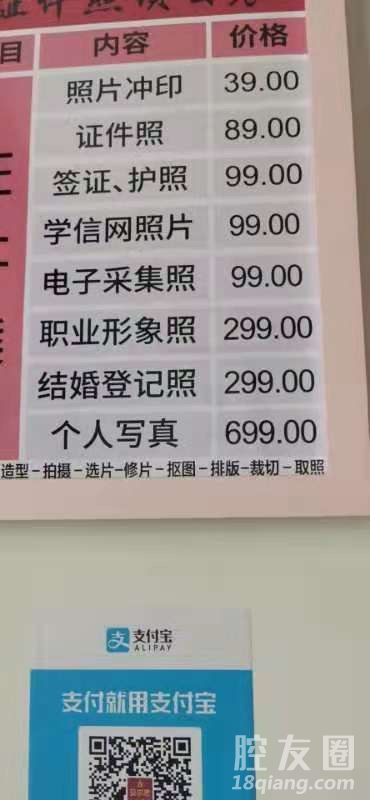 目 内容 价格
照片冲印 39.00
证件照 89.00
签证、护照 99.00
学信网照片 99.00
电子采集照 99.00
职业形象照 299.00
结婚登记照 299.00
个人写真 699.00
造型-拍摄-选片-修片-抠图-排版-裁切-取照
支付宝
ALIPAY
支付就用支付宝
腔友圈
18qiang.com